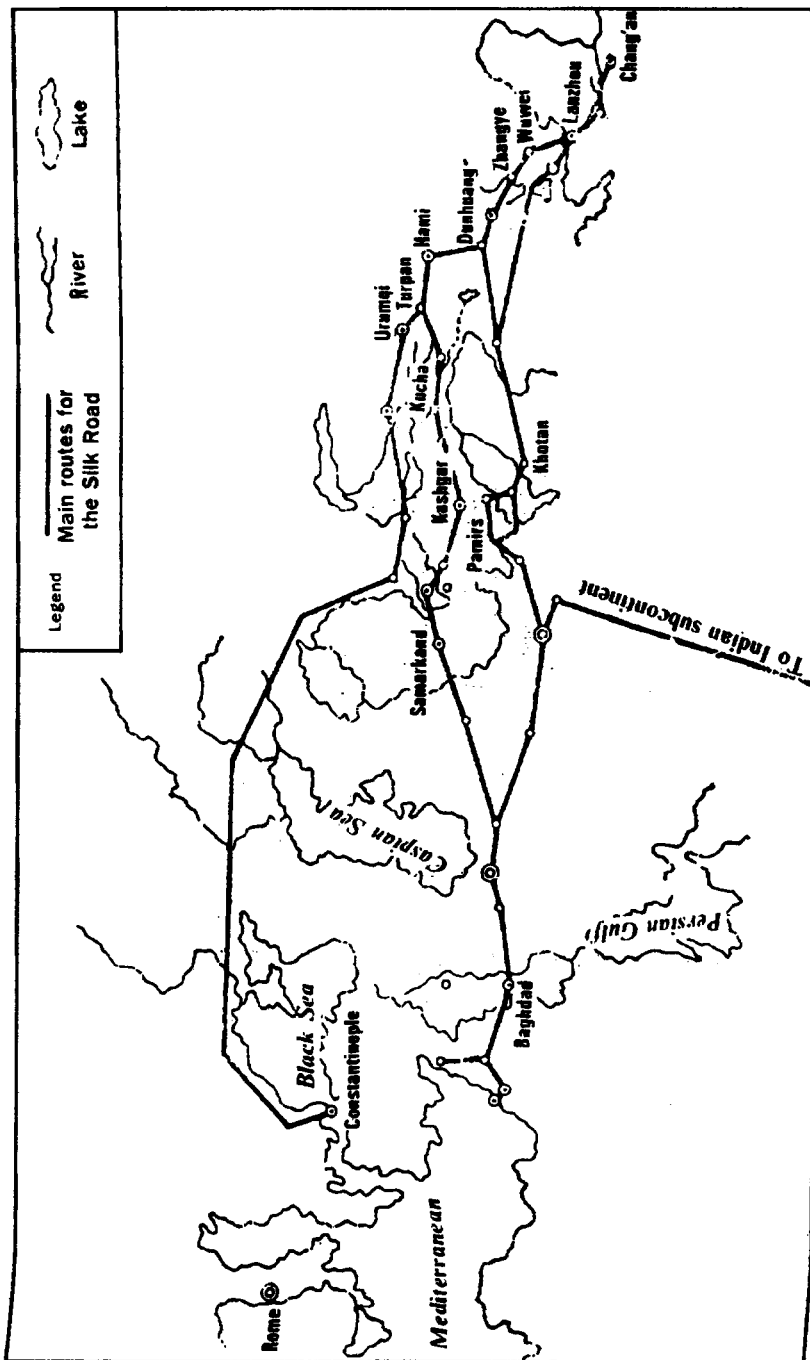 Legend
Main routes for
the Silk Road
River
Lake
Rome
Mediterranean
Black Sea
Constantinople
Caspian Sea
Baghdad
Persian Gulf
Samarkand
Pamirs
Kashgar
Khotan
Kucha
Urumqi
Turpan
Hami
Dunhuang
Zhangye
Wuwei
Lanzhou
Chang'an
To Indian subcontinent